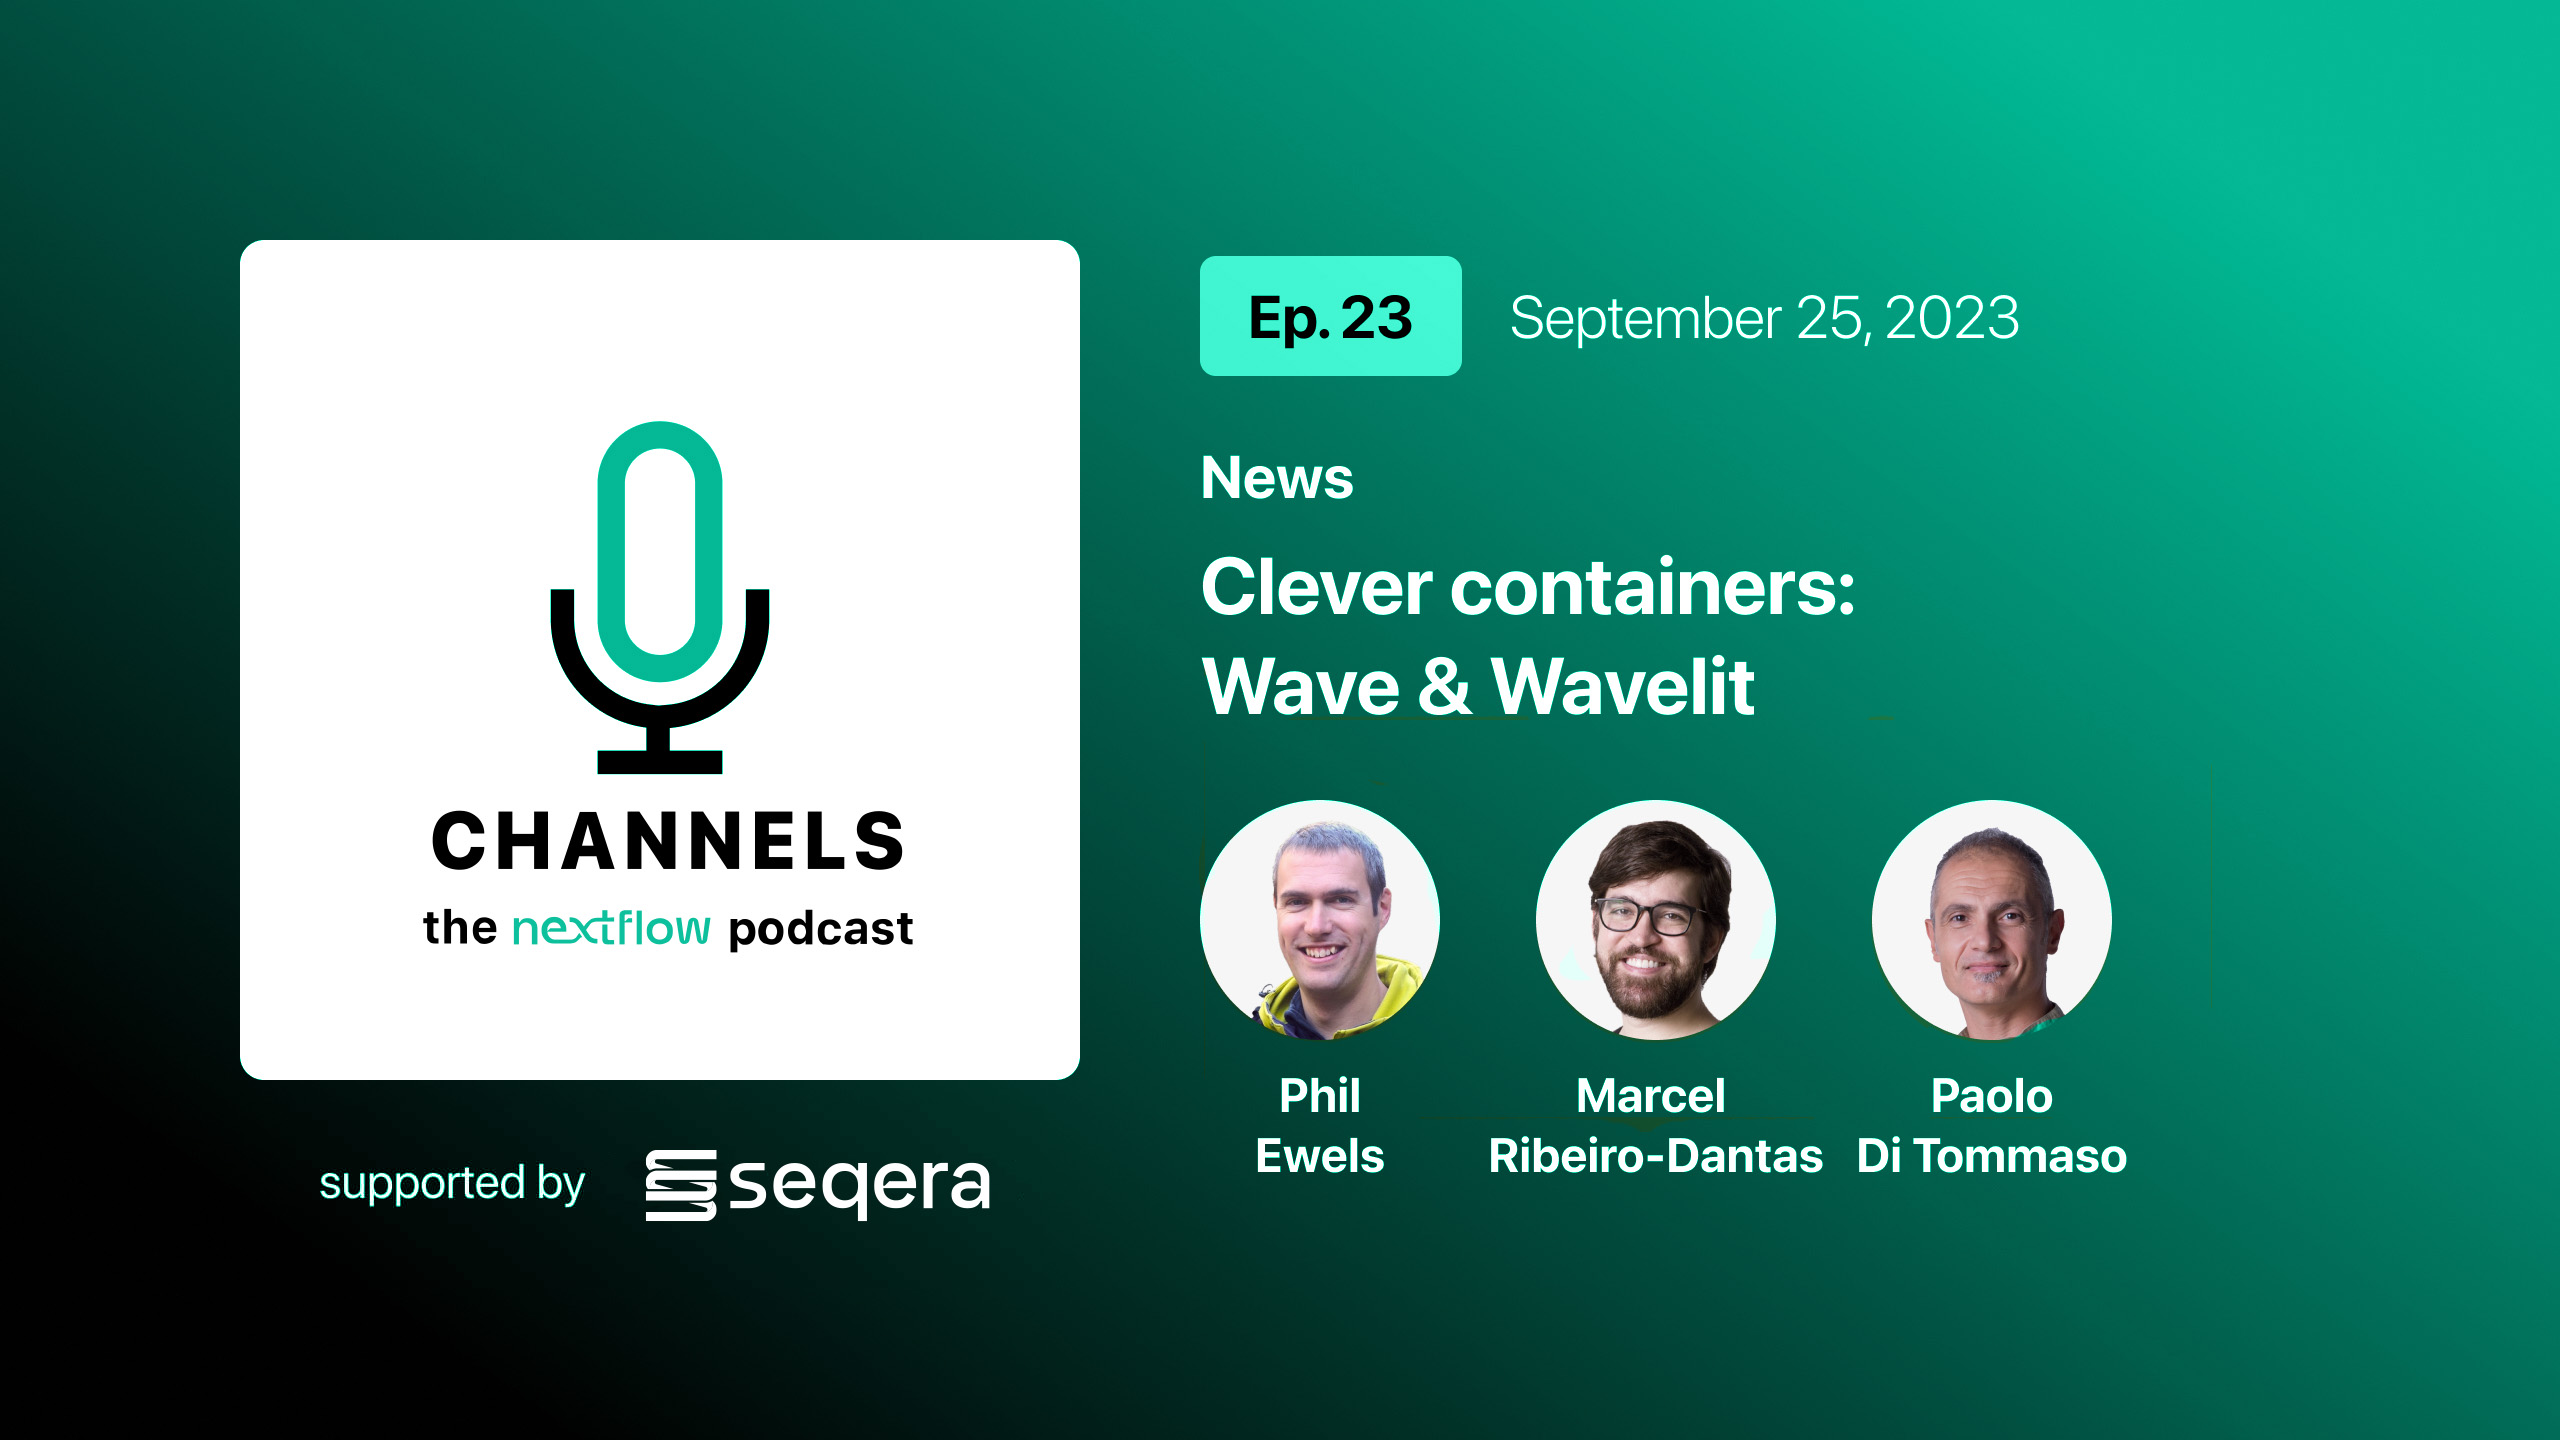 CHANNELS
the nextflow podcast
supported by seqera
Ep. 23 September 25, 2023
News
Clever containers:
Wave & Wavelit
Phil
Ewels
Marcel
Ribeiro-Dantas
Paolo
Di Tommaso